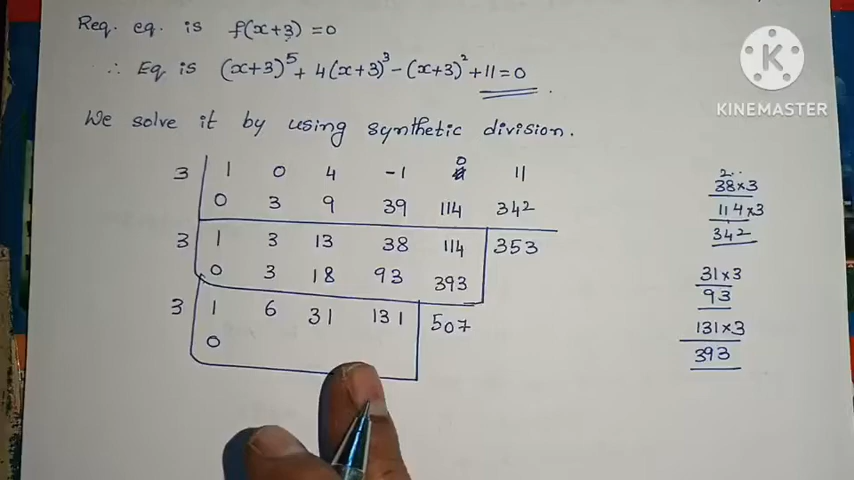 Req. eq. is f(x+3) = 0
∴ Eq is (x+3)⁵ + 4(x+3)³ - (x+3)² + 11 = 0
We solve it by using synthetic division.
3 1 0 4 -1 0 11
0 3 9 39 114 342
3 1 3 13 38 114 353
0 3 18 93 393
3 1 6 31 131 507
0
2
38×3
114×3
342
31×3
93
131×3
393
K
KINEMASTER